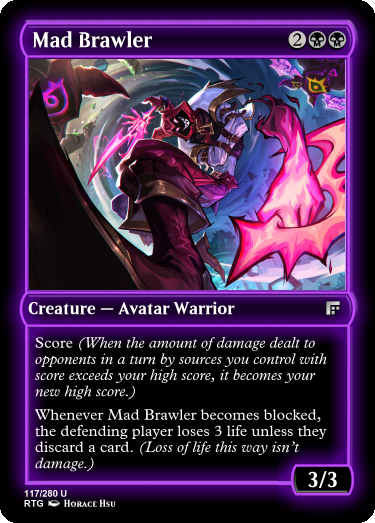 Mad Brawler 2
Creature — Avatar Warrior
Score (When the amount of damage dealt to
opponents in a turn by sources you control with
score exceeds your high score, it becomes your
new high score.)
Whenever Mad Brawler becomes blocked,
the defending player loses 3 life unless they
discard a card. (Loss of life this way isn't
damage.)
3/3
117/280 U
RTG Horace Hsu